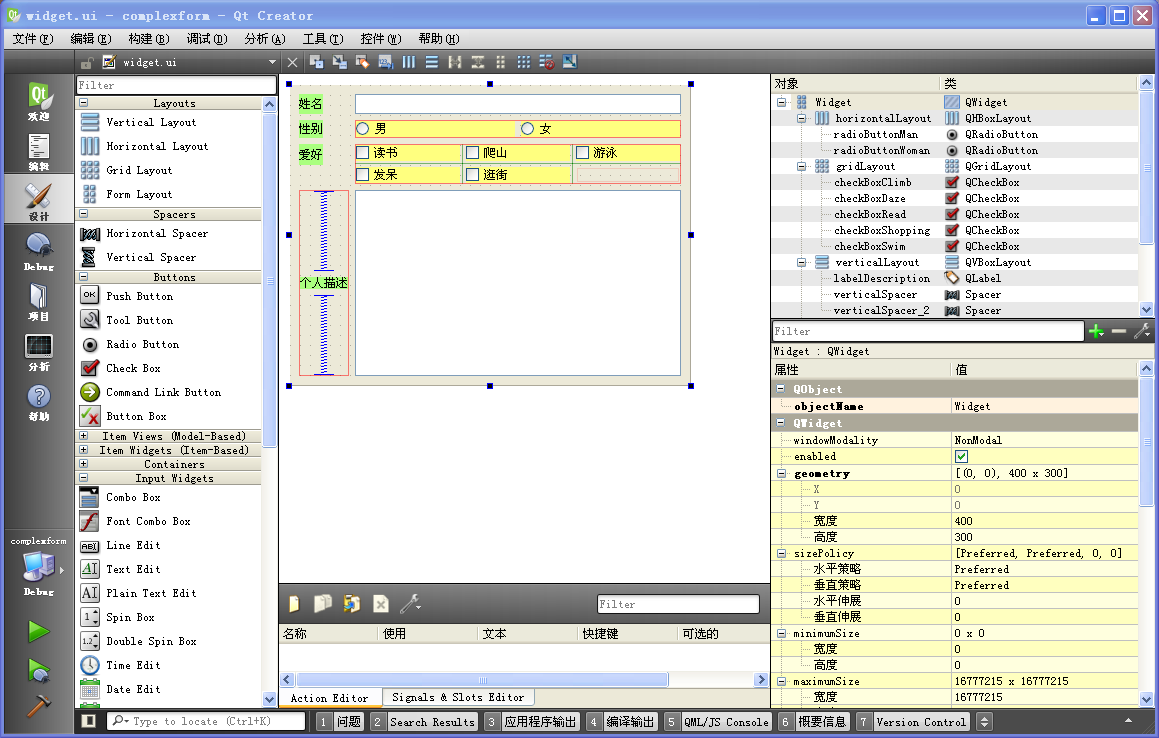 widget.ui - complexform - Qt Creator
文件(F) 编辑(E) 构建(B) 调试(D) 分析(A) 工具(T) 控件(W) 帮助(H)
widget.ui
欢迎
编辑
设计
Debug
项目
分析
帮助
complexform
Debug
Filter
Layouts
Vertical Layout
Horizontal Layout
Grid Layout
Form Layout
Spacers
Horizontal Spacer
Vertical Spacer
Buttons
OK Push Button
Tool Button
Radio Button
Check Box
Command Link Button
Button Box
Item Views (Model-Based)
Item Widgets (Item-Based)
Containers
Input Widgets
Combo Box
Font Combo Box
ABI Line Edit
AI Text Edit
AI Plain Text Edit
1 Spin Box
1.2 Double Spin Box
Time Edit
Date Edit
姓名
性别 男 女
爱好 读书 爬山 游泳
发呆 逛街
个人描述
Filter
名称 使用 文本 快捷键 可选的
Action Editor Signals & Slots Editor
对象 类
Widget QWidget
horizontalLayout QHBoxLayout
radioButtonMan QRadioButton
radioButtonWoman QRadioButton
gridLayout QGridLayout
checkBoxClimb QCheckBox
checkBoxDaze QCheckBox
checkBoxRead QCheckBox
checkBoxShopping QCheckBox
checkBoxSwim QCheckBox
verticalLayout QVBoxLayout
labelDescription QLabel
verticalSpacer Spacer
verticalSpacer_2 Spacer
Filter
Widget : QWidget
属性 值
QObject
objectName Widget
QWidget
windowModality NonModal
enabled
geometry [(0, 0), 400 x 300]
X 0
Y 0
宽度 400
高度 300
sizePolicy [Preferred, Preferred, 0, 0]
水平策略 Preferred
垂直策略 Preferred
水平伸展 0
垂直伸展 0
minimumSize 0 x 0
宽度 0
高度 0
maximumSize 16777215 x 16777215
宽度 16777215
Type to locate (Ctrl+K) 1 问题 2 Search Results 3 应用程序输出 4 编译输出 5 QML/JS Console 6 概要信息 7 Version Control